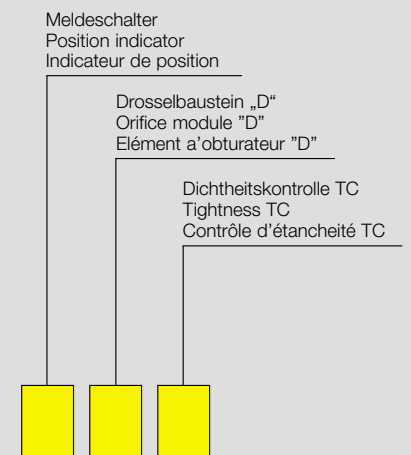 Meldeschalter
Position indicator
Indicateur de position
Drosselbaustein „D“
Orifice module ”D”
Elément a’obturateur ”D”
Dichtheitskontrolle TC
Tightness TC
Contrôle d’étancheité TC